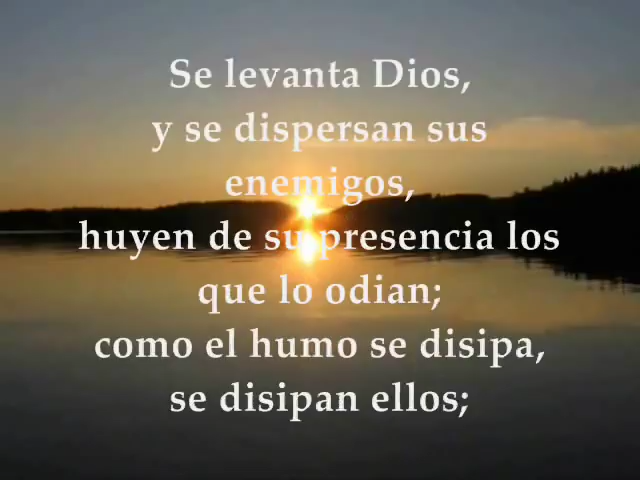 Se levanta Dios,
y se dispersan sus
enemigos,
huyen de su presencia los
que lo odian;
como el humo se disipa,
se disipan ellos;